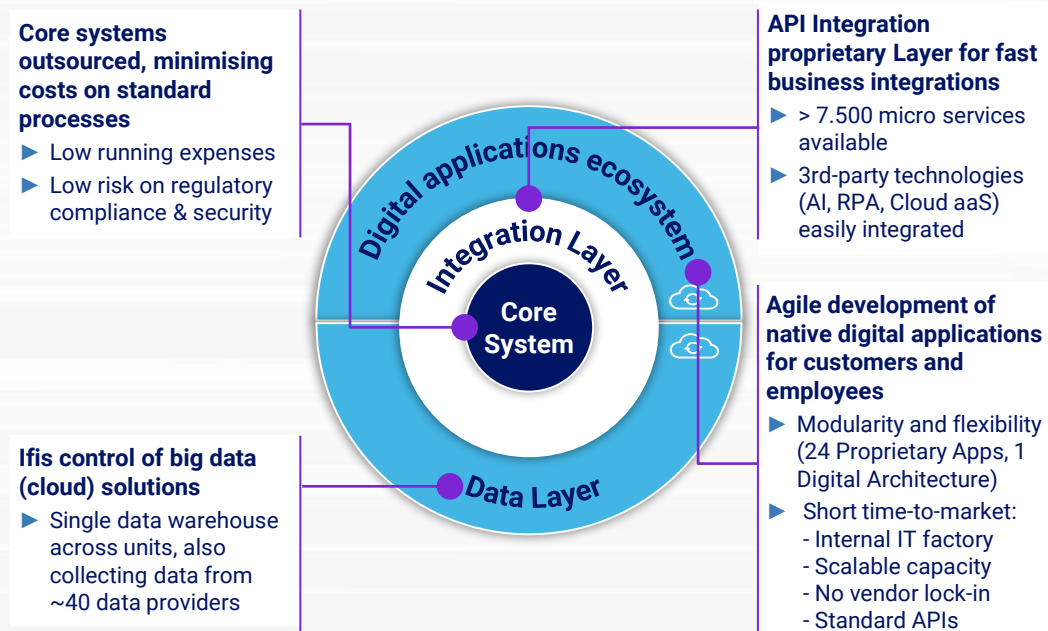 Core systems
outsourced, minimising
costs on standard
processes
► Low running expenses
► Low risk on regulatory
compliance & security
API Integration
proprietary Layer for fast
business integrations
► > 7.500 micro services
available
► 3rd-party technologies
(AI, RPA, Cloud aaS)
easily integrated
Digital applications ecosystem
Integration Layer
Core
System
Data Layer
Ifis control of big data
(cloud) solutions
► Single data warehouse
across units, also
collecting data from
~40 data providers
Agile development of
native digital applications
for customers and
employees
► Modularity and flexibility
(24 Proprietary Apps, 1
Digital Architecture)
► Short time-to-market:
- Internal IT factory
- Scalable capacity
- No vendor lock-in
- Standard APIs